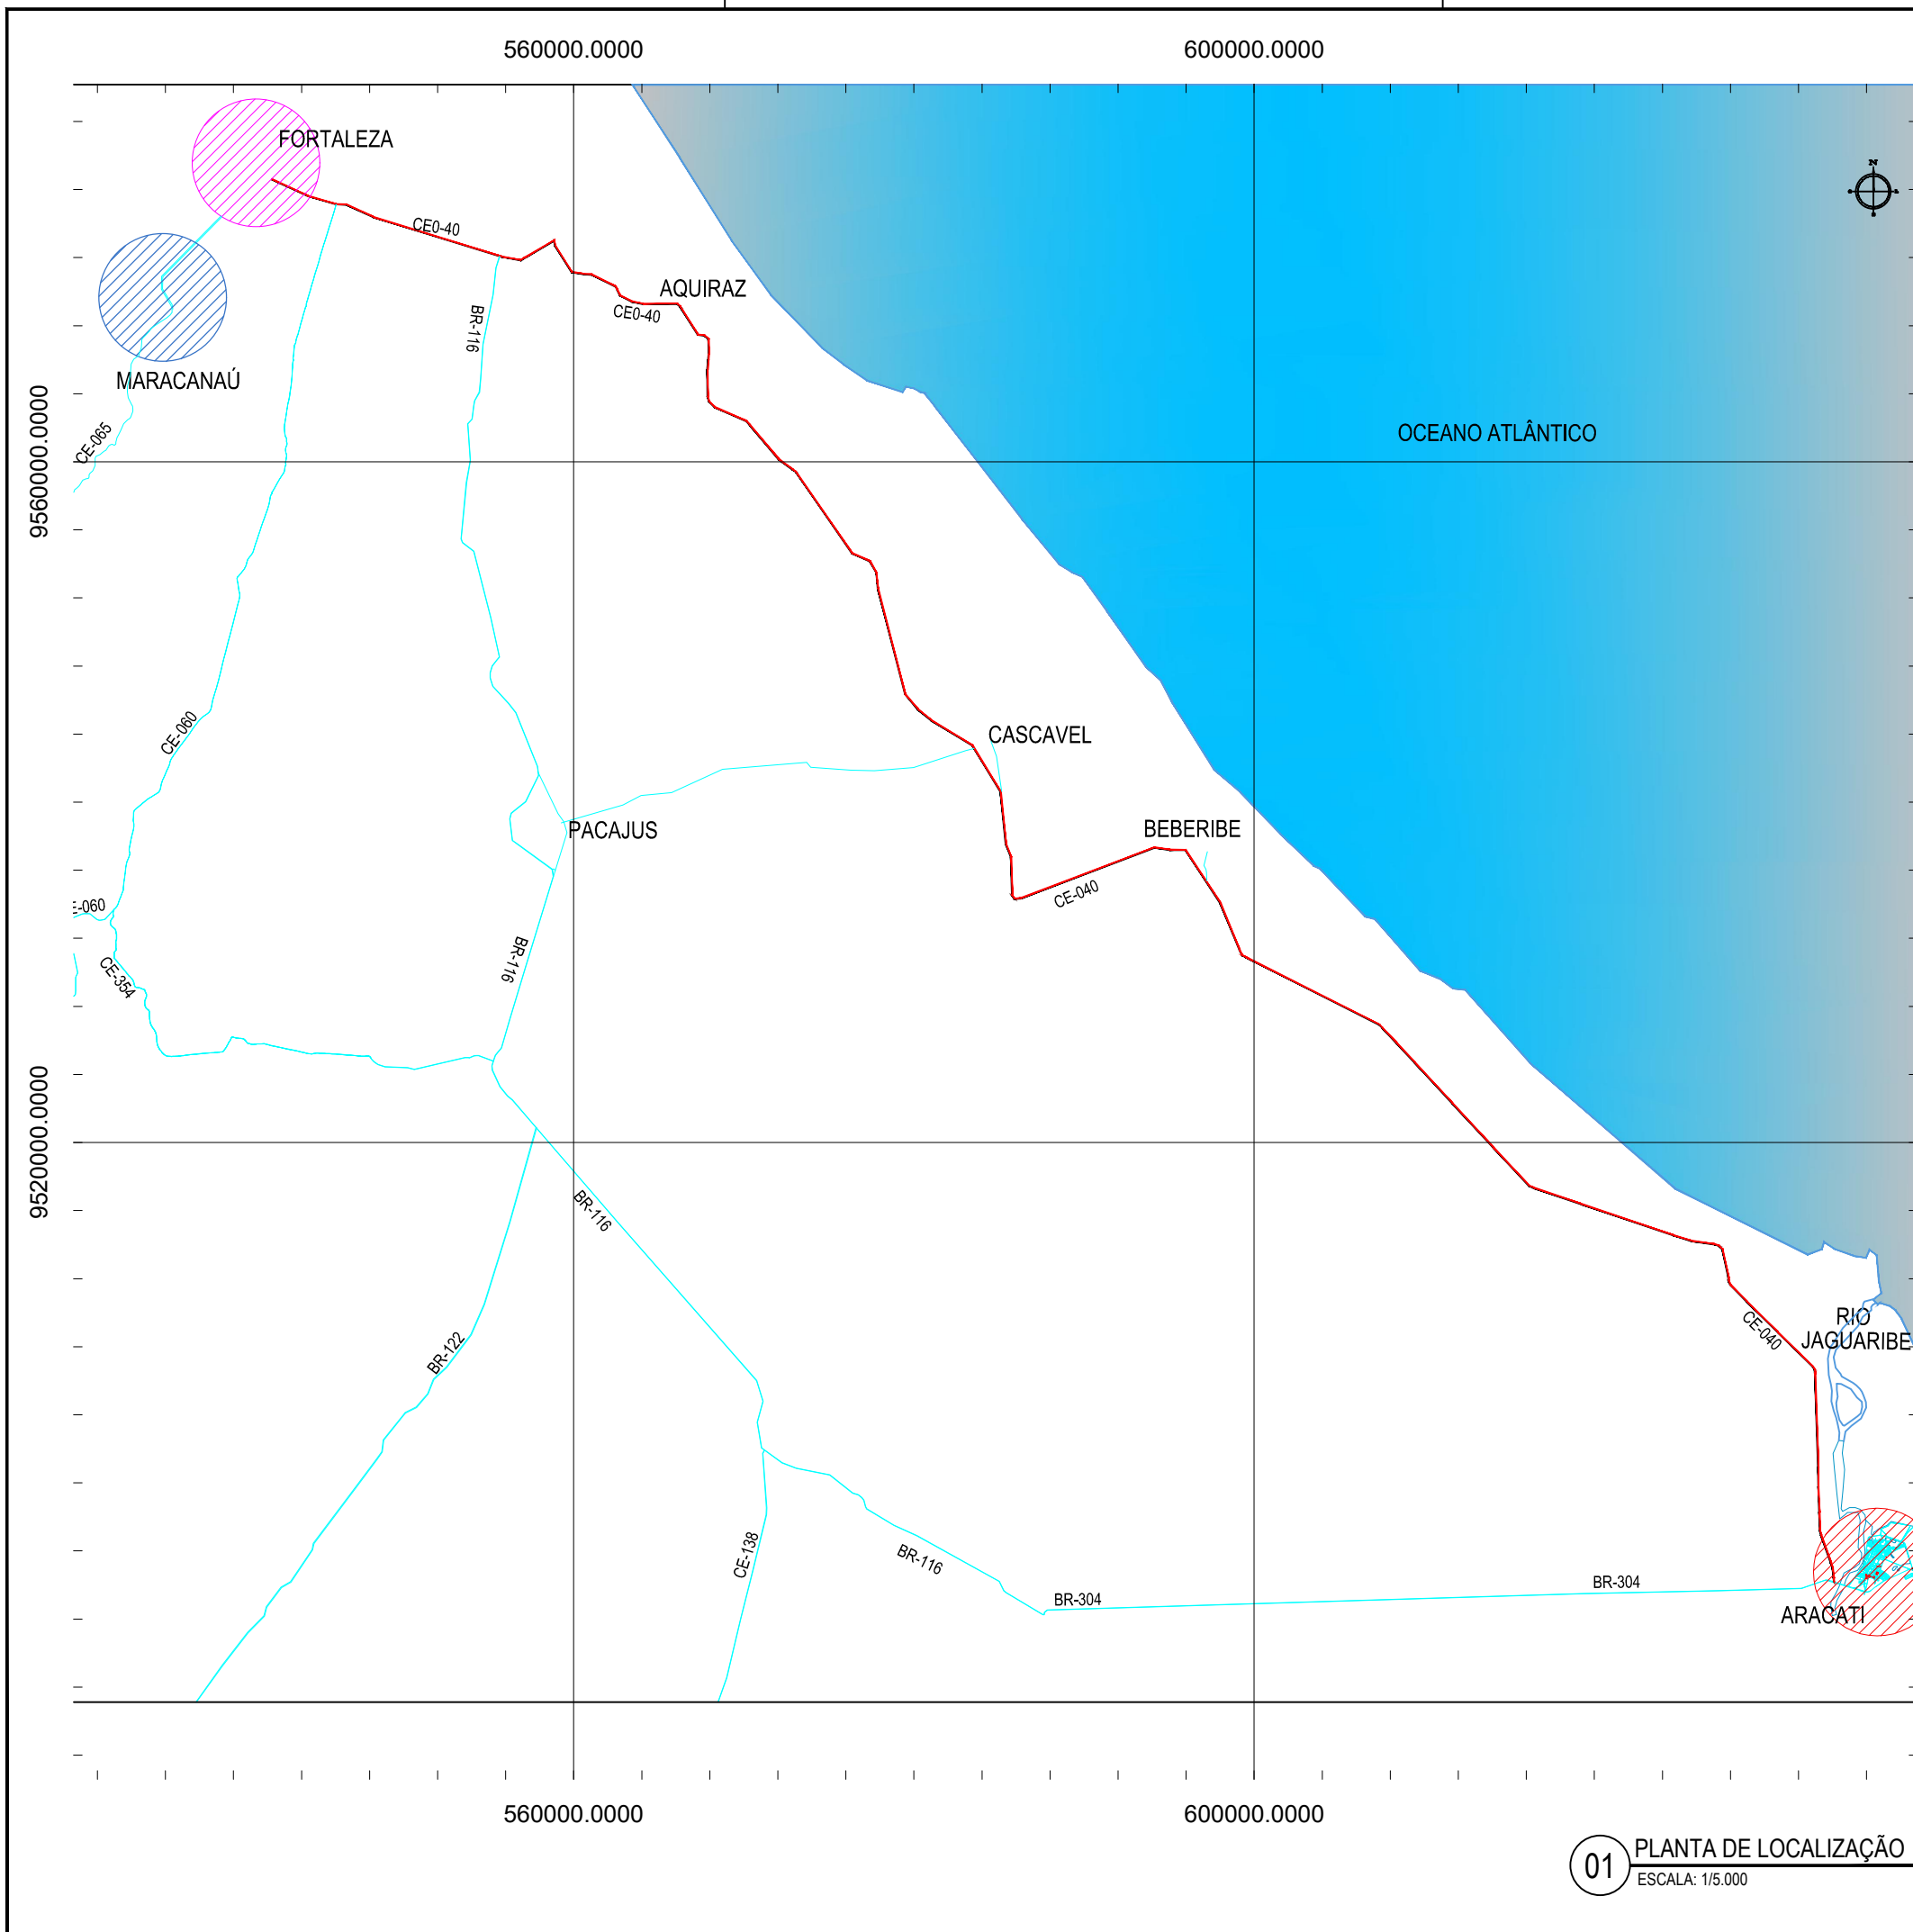 560000.0000
600000.0000
FORTALEZA
N
CE0-40
AQUIRAZ
CE0-40
BR-116
MARACANAÚ
CE-065
OCEANO ATLÂNTICO
9560000.0000
CE-060
CASCAVEL
PACAJUS
BEBERIBE
CE-040
E-060
BR-116
CE-354
9520000.0000
BR-116
RIO
JAGUARIBE
CE-040
BR-122
CE-138
BR-116
BR-304
BR-304
ARACATI
560000.0000
600000.0000
01
PLANTA DE LOCALIZAÇÃO
ESCALA: 1/5.000